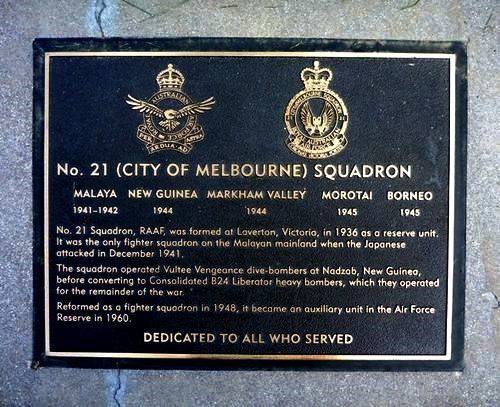 AUSTRALIAN
PER ARDUA AD ASTRA
No. 21 (CITY OF MELBOURNE) SQUADRON
MALAYA NEW GUINEA MARKHAM VALLEY MOROTAI BORNEO
1941-1942 1944 1944 1945 1945
No. 21 Squadron, RAAF, was formed at Laverton, Victoria, in 1936 as a reserve unit.
It was the only fighter squadron on the Malayan mainland when the Japanese
attacked in December 1941.
The squadron operated Vultee Vengeance dive-bombers at Nadzab, New Guinea,
before converting to Consolidated B24 Liberator heavy bombers, which they operated
for the remainder of the war.
Reformed as a fighter squadron in 1948, it became an auxiliary unit in the Air Force
Reserve in 1960.
DEDICATED TO ALL WHO SERVED